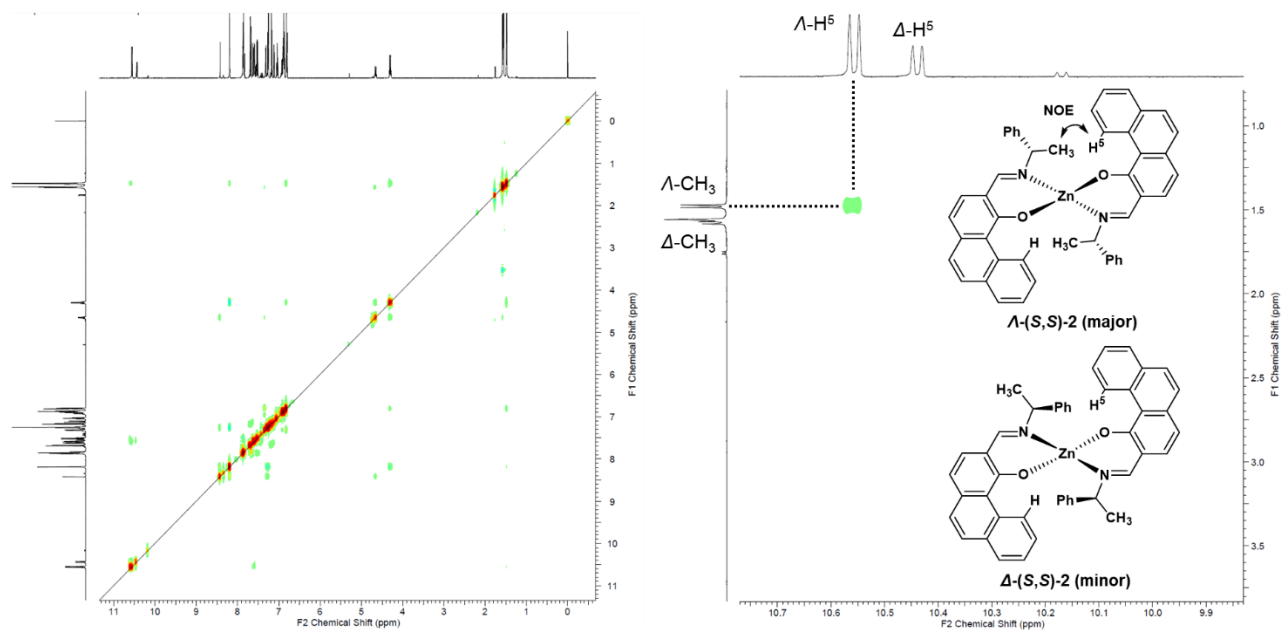 0
1
2
3
4
5
6
7
8
9
10
11
F1 Chemical Shift (ppm)
11 10 9 8 7 6 5 4 3 2 1 0
F2 Chemical Shift (ppm)
Λ-H⁵
Δ-H⁵
Λ-CH₃
Δ-CH₃
NOE
Ph
CH₃
H⁵
N
O
Zn
O
N
H
CH₃
Ph
Λ-(S,S)-2 (major)
CH₃
Ph
H⁵
N
O
Zn
O
N
H
Ph
CH₃
Δ-(S,S)-2 (minor)
1.0
1.5
2.0
2.5
3.0
3.5
F1 Chemical Shift (ppm)
10.7 10.6 10.5 10.4 10.3 10.2 10.1 10.0 9.9
F2 Chemical Shift (ppm)